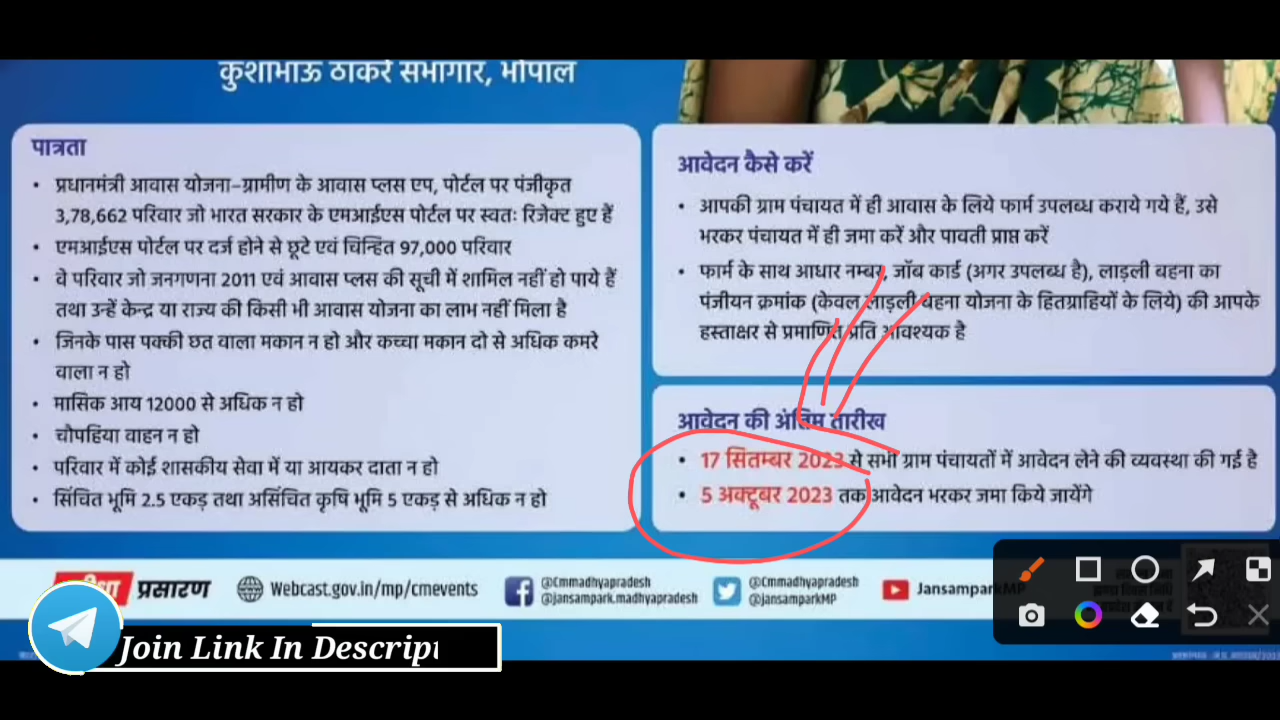 कुशाभाऊ ठाकरे सभागार, भोपाल
पात्रता
• प्रधानमंत्री आवास योजना-ग्रामीण के आवास प्लस एप, पोर्टल पर पंजीकृत
3,78,662 परिवार जो भारत सरकार के एमआईएस पोर्टल पर स्वतः रिजेक्ट हुए हैं
• एमआईएस पोर्टल पर दर्ज होने से छूटे एवं चिन्हित 97,000 परिवार
• वे परिवार जो जनगणना 2011 एवं आवास प्लस की सूची में शामिल नहीं हो पाये हैं
तथा उन्हें केन्द्र या राज्य की किसी भी आवास योजना का लाभ नहीं मिला है
• जिनके पास पक्की छत वाला मकान न हो और कच्चा मकान दो से अधिक कमरे
वाला न हो
• मासिक आय 12000 से अधिक न हो
• चौपहिया वाहन न हो
• परिवार में कोई शासकीय सेवा में या आयकर दाता न हो
• सिंचित भूमि 2.5 एकड़ तथा असिंचित कृषि भूमि 5 एकड़ से अधिक न हो
आवेदन कैसे करें
• आपकी ग्राम पंचायत में ही आवास के लिये फार्म उपलब्ध कराये गये हैं, उसे
भरकर पंचायत में ही जमा करें और पावती प्राप्त करें
• फार्म के साथ आधार नम्बर, जॉब कार्ड (अगर उपलब्ध है), लाड़ली बहना का
पंजीयन क्रमांक (केवल लाड़ली बहना योजना के हितग्राहियों के लिये) की आपके
हस्ताक्षर से प्रमाणित प्रति आवश्यक है
आवेदन की अंतिम तारीख
• 17 सितम्बर 2023 से सभी ग्राम पंचायतों में आवेदन लेने की व्यवस्था की गई है
• 5 अक्टूबर 2023 तक आवेदन भरकर जमा किये जायेंगे
प्रसारण
Webcast.gov.in/mp/cmevents
@Cmmadhyapradesh
@jansampark.madhyapradesh
@Cmmadhyapradesh
@jansamparkMP
JansamparkMP
Join Link In Descript